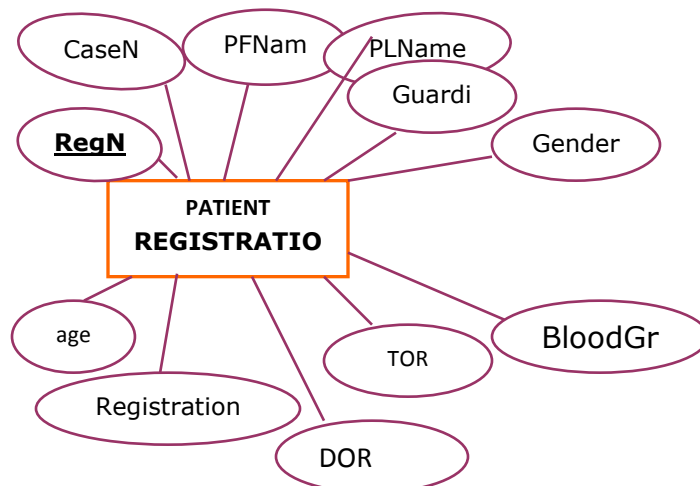 CaseN
PFNam
PLName
Guardi
RegN
Gender
PATIENT
REGISTRATIO
age
TOR
BloodGr
Registration
DOR